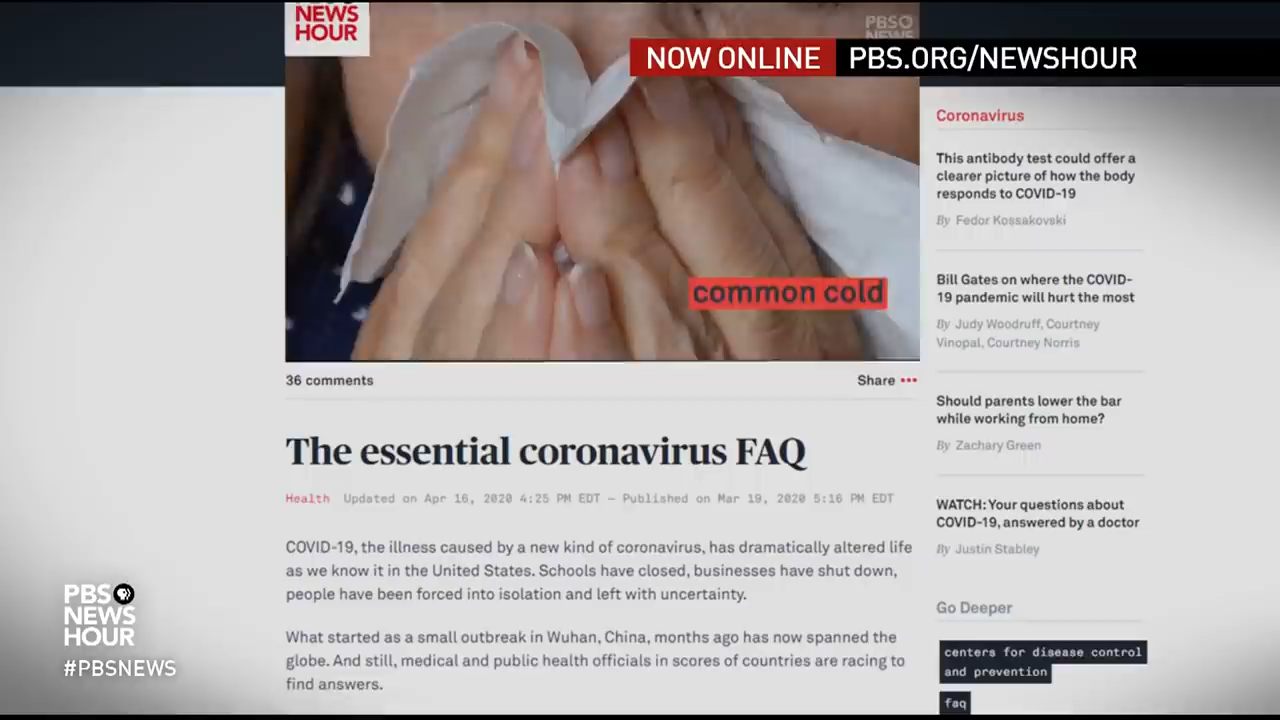 NEWS
HOUR
PBS
NEWS
NOW ONLINE PBS.ORG/NEWSHOUR
common cold
36 comments
Share
The essential coronavirus FAQ
Health Updated on Apr 16, 2020 4:25 PM EDT — Published on Mar 19, 2020 5:16 PM EDT
COVID-19, the illness caused by a new kind of coronavirus, has dramatically altered life
as we know it in the United States. Schools have closed, businesses have shut down,
people have been forced into isolation and left with uncertainty.
What started as a small outbreak in Wuhan, China, months ago has now spanned the
globe. And still, medical and public health officials in scores of countries are racing to
find answers.
Coronavirus
This antibody test could offer a
clearer picture of how the body
responds to COVID-19
By Fedor Kossakovski
Bill Gates on where the COVID-
19 pandemic will hurt the most
By Judy Woodruff, Courtney
Vinopal, Courtney Norris
Should parents lower the bar
while working from home?
By Zachary Green
WATCH: Your questions about
COVID-19, answered by a doctor
By Justin Stabley
Go Deeper
centers for disease control
and prevention
faq
PBS
NEWS
HOUR
#PBSNEWS